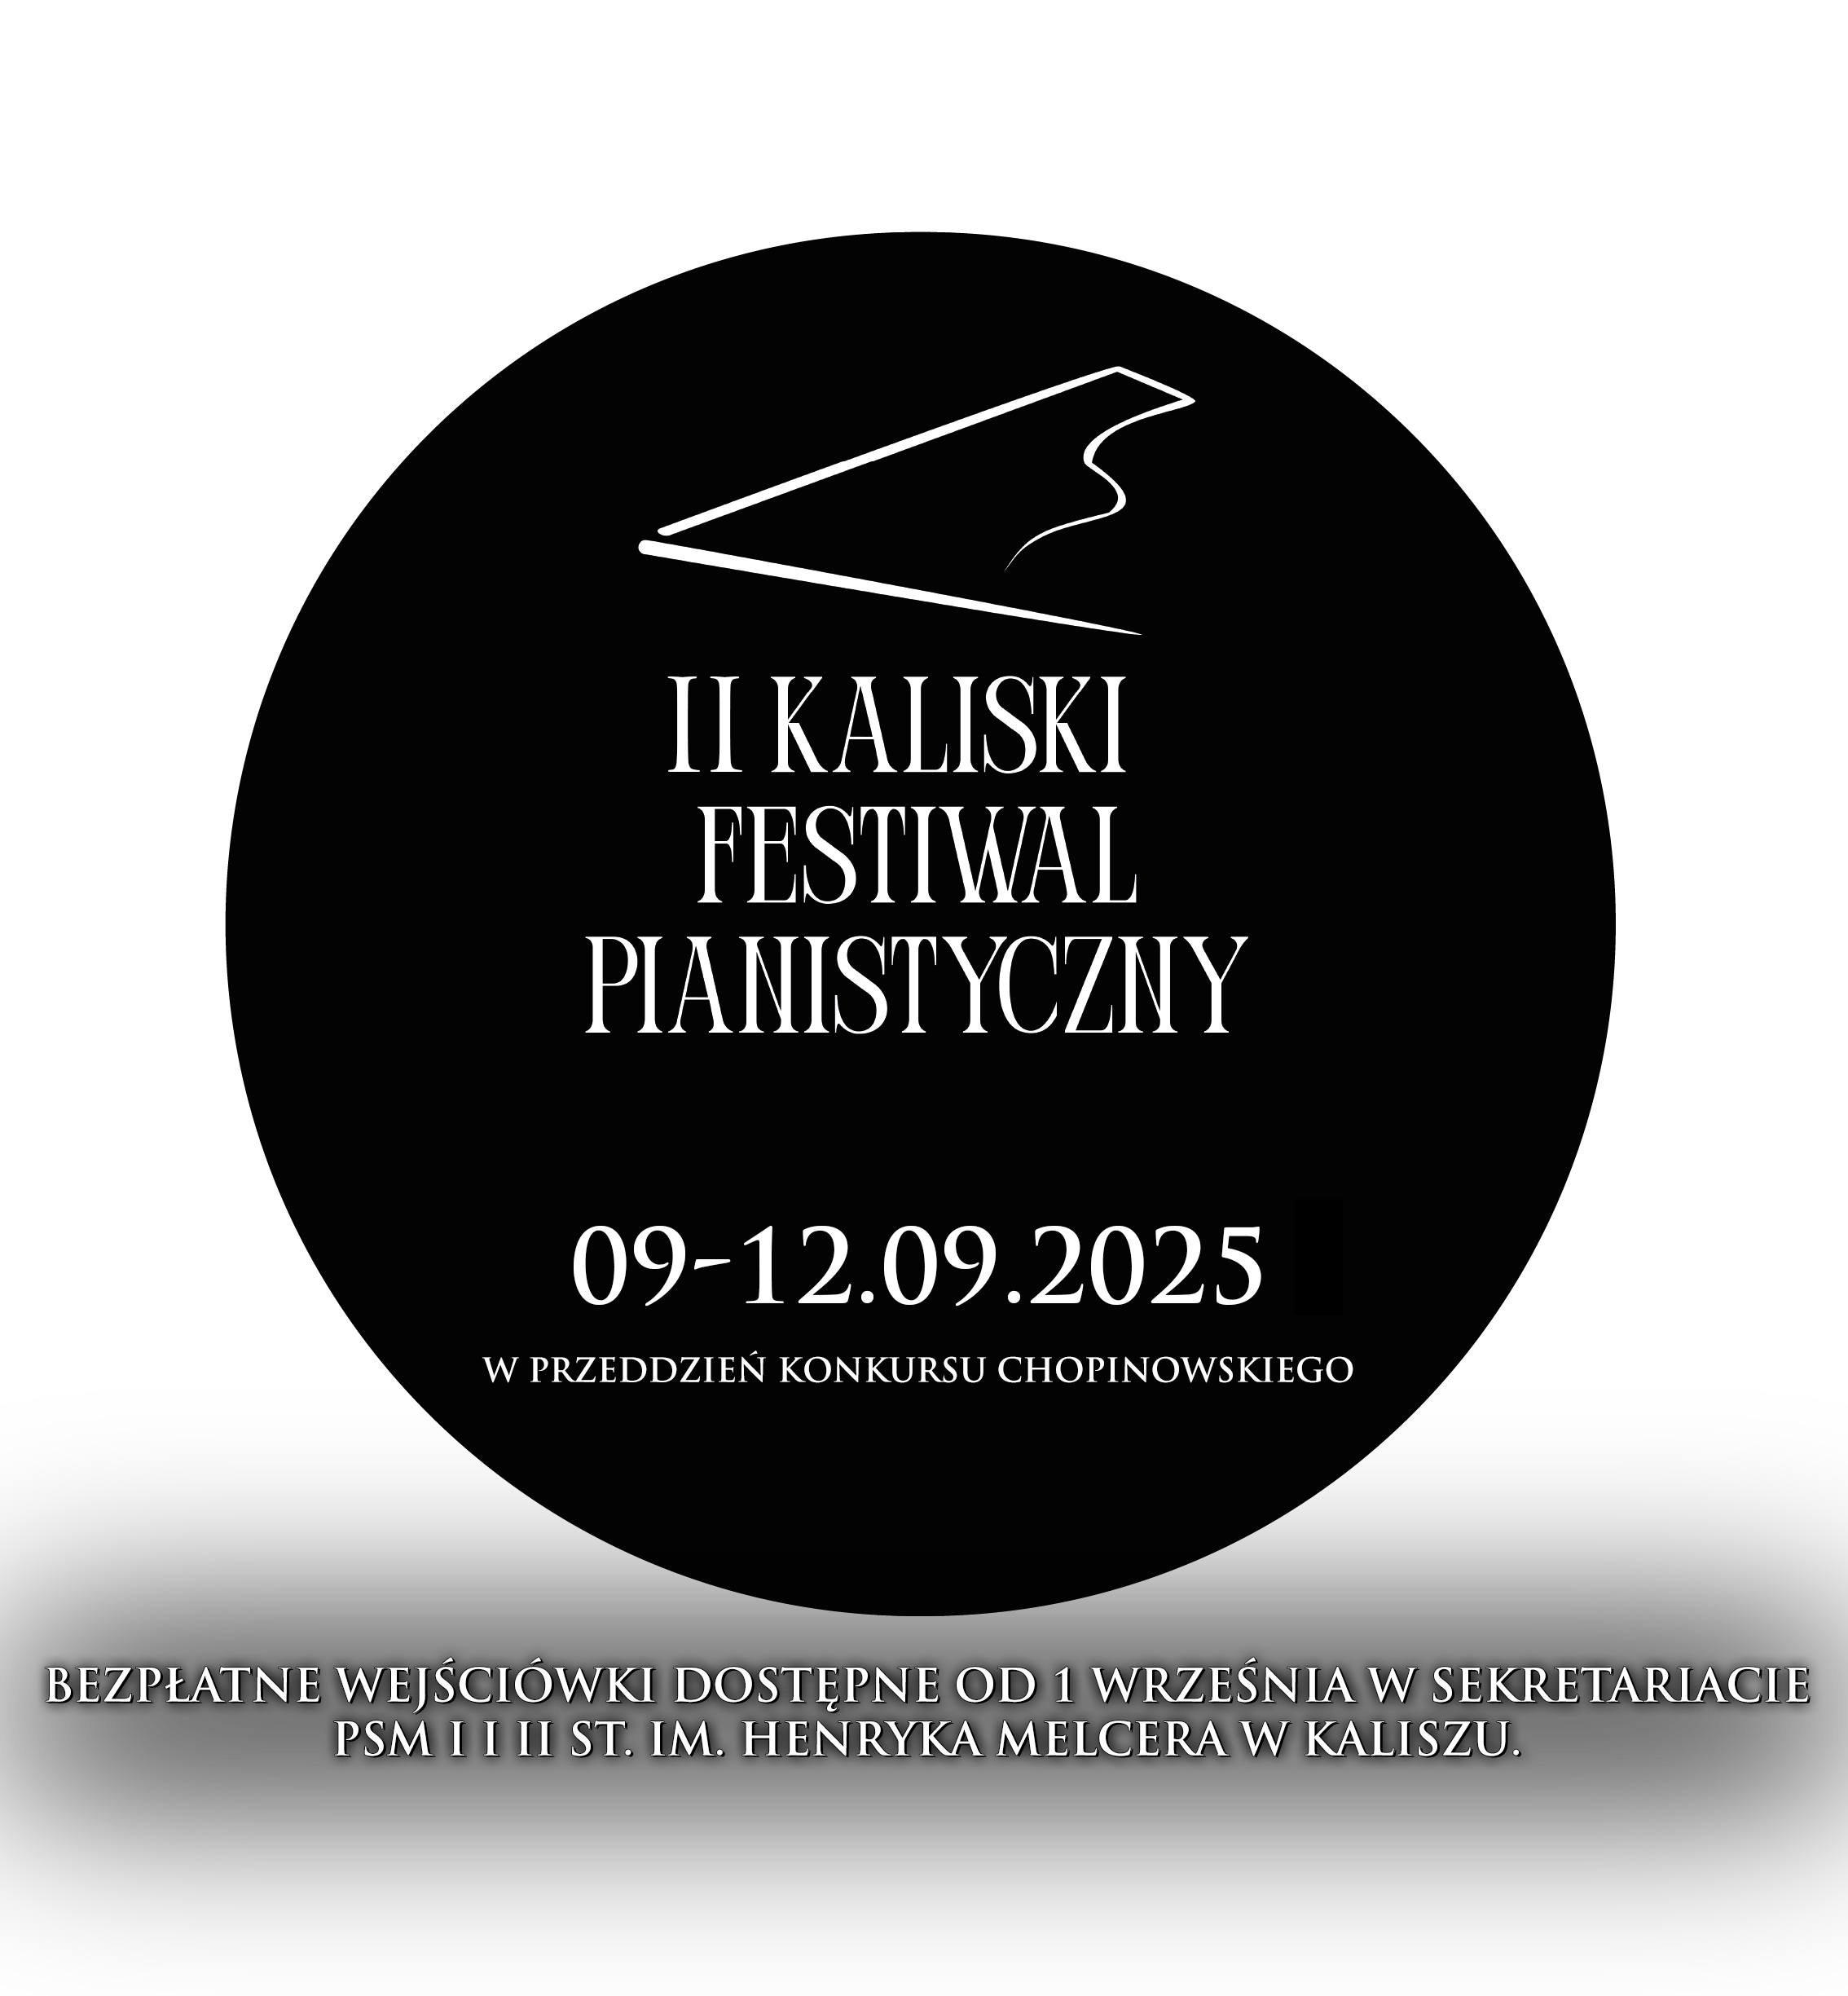 II KALISKI
FESTIWAL
PIANISTYCZNY
09-12.09.2025
W PRZEDDZIEŃ KONKURSU CHOPINOWSKIEGO
BEZPŁATNE WEJŚCIÓWKI DOSTĘPNE OD 1 WRZEŚNIA W SEKRETARIACIE
PSM I I II ST. IM. HENRYKA MELCERA W KALISZU.